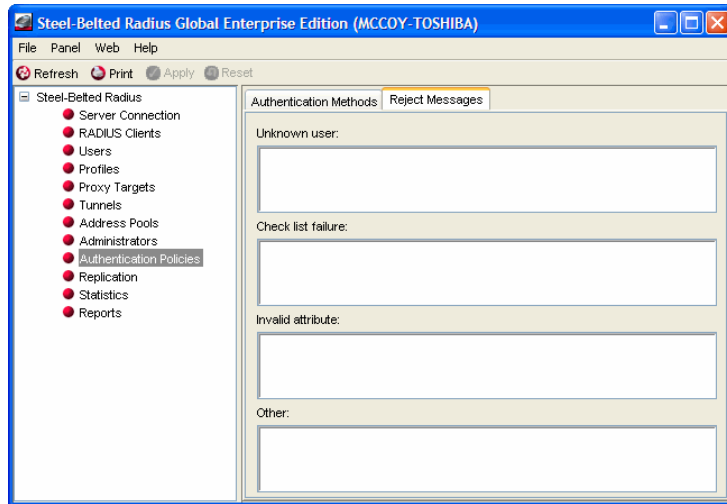 Steel-Belted Radius Global Enterprise Edition (MCCOY-TOSHIBA)
File Panel Web Help
Refresh Print Apply Reset
Steel-Belted Radius
Server Connection
RADIUS Clients
Users
Profiles
Proxy Targets
Tunnels
Address Pools
Administrators
Authentication Policies
Replication
Statistics
Reports
Authentication Methods Reject Messages
Unknown user:
Check list failure:
Invalid attribute:
Other: